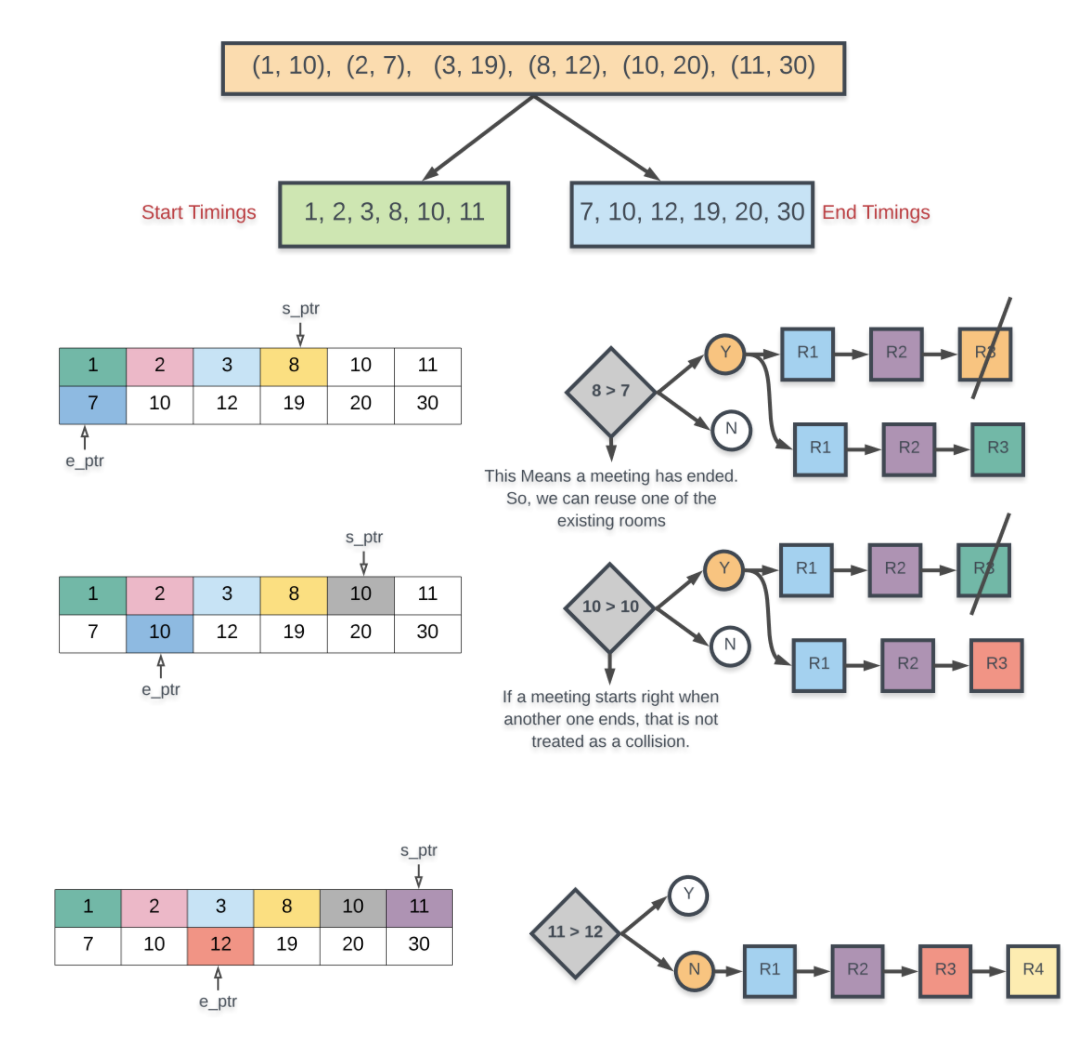 (1, 10), (2, 7), (3, 19), (8, 12), (10, 20), (11, 30)
Start Timings
1, 2, 3, 8, 10, 11
7, 10, 12, 19, 20, 30
End Timings
s_ptr
1 2 3 8 10 11
7 10 12 19 20 30
e_ptr
8 > 7
Y
N
R1 R2 R3
R1 R2 R3
This Means a meeting has ended.
So, we can reuse one of the
existing rooms
s_ptr
1 2 3 8 10 11
7 10 12 19 20 30
e_ptr
10 > 10
Y
N
R1 R2 R3
R1 R2 R3
If a meeting starts right when
another one ends, that is not
treated as a collision.
s_ptr
1 2 3 8 10 11
7 10 12 19 20 30
e_ptr
11 > 12
Y
N
R1 R2 R3 R4